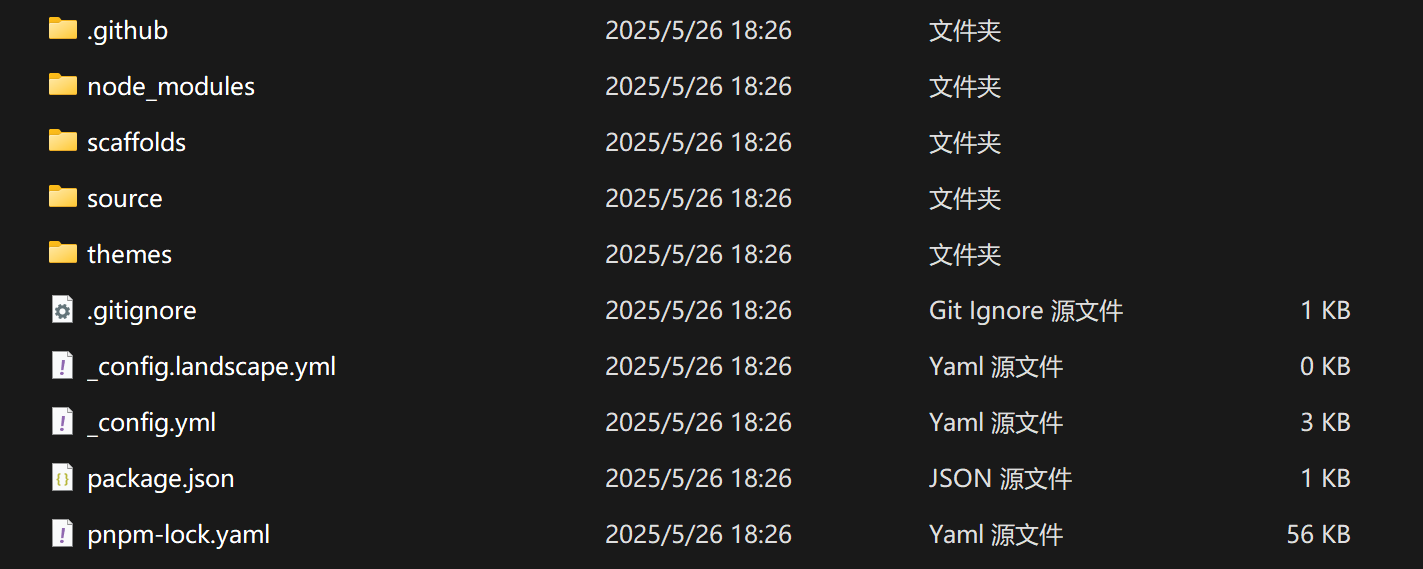 .github 2025/5/26 18:26 文件夹
node_modules 2025/5/26 18:26 文件夹
scaffolds 2025/5/26 18:26 文件夹
source 2025/5/26 18:26 文件夹
themes 2025/5/26 18:26 文件夹
.gitignore 2025/5/26 18:26 Git Ignore 源文件 1 KB
_config.landscape.yml 2025/5/26 18:26 Yaml 源文件 0 KB
_config.yml 2025/5/26 18:26 Yaml 源文件 3 KB
package.json 2025/5/26 18:26 JSON 源文件 1 KB
pnpm-lock.yaml 2025/5/26 18:26 Yaml 源文件 56 KB